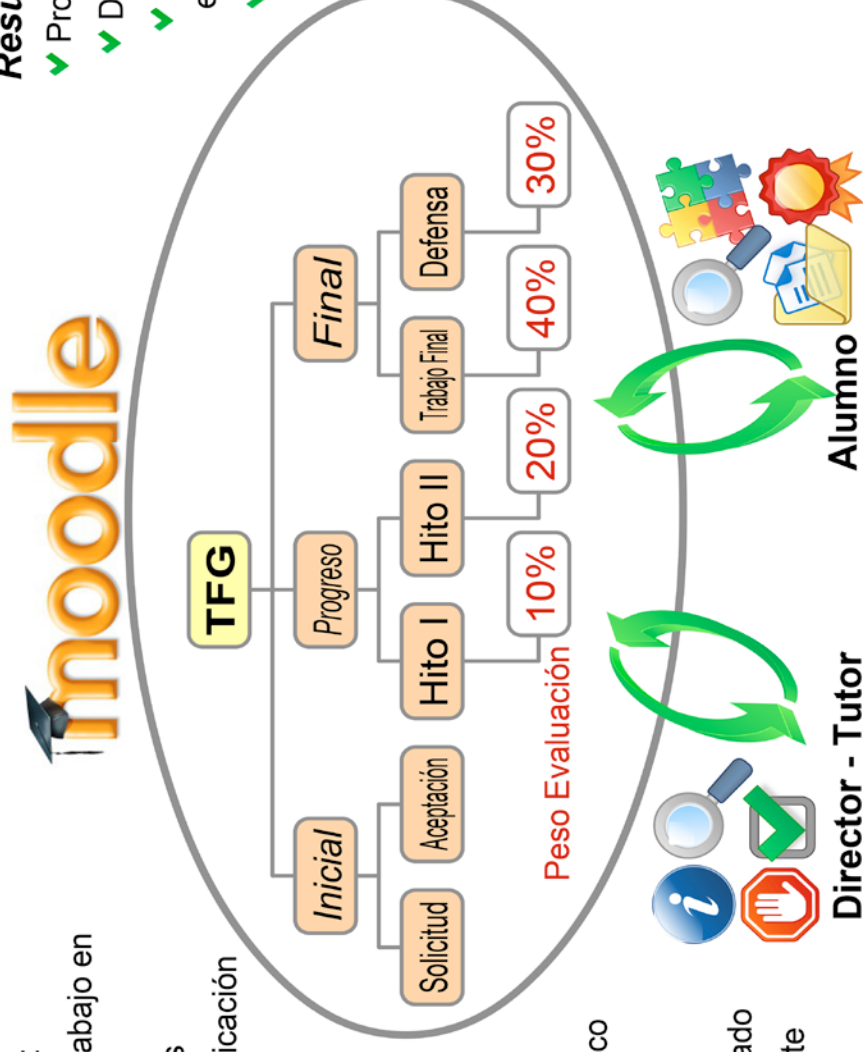 abajo en
icación
moodle
TFG
Inicial
Progreso
Final
Solicitud
Aceptación
Hito I
Hito II
Trabajo Final
Defensa
Peso Evaluación
10%
20%
40%
30%
Director - Tutor
Alumno
co
ado
te
Resu
Pro
D